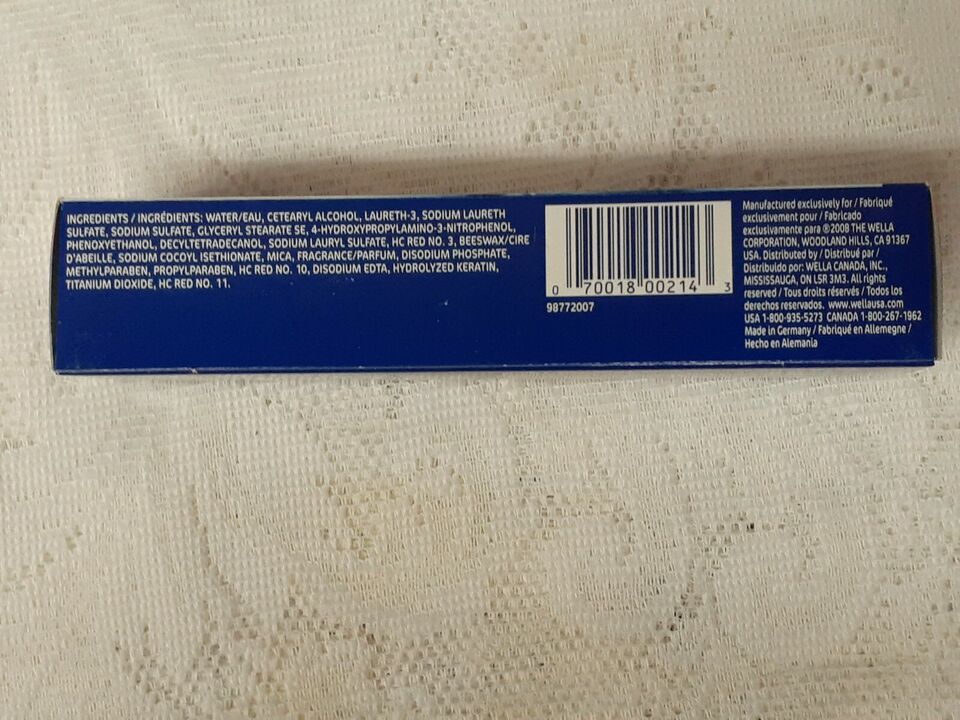 INGREDIENTS / INGRÉDIENTS: WATER/EAU, CETEARYL ALCOHOL, LAURETH-3, SODIUM LAURETH
SULFATE, SODIUM SULFATE, GLYCERYL STEARATE SE, 4-HYDROXYPROPYLAMINO-3-NITROPHENOL,
PHENOXYETHANOL, DECYLTETRADECANOL, SODIUM LAURYL SULFATE, HC RED NO. 3, BEESWAX/CIRE
D'ABEILLE, SODIUM COCOYL ISETHIONATE, MICA, FRAGRANCE/PARFUM, DISODIUM PHOSPHATE,
METHYLPARABEN, PROPYLPARABEN, HC RED NO. 10, DISODIUM EDTA, HYDROLYZED KERATIN,
TITANIUM DIOXIDE, HC RED NO. 11.
0 70018 00214 3
98772007
Manufactured exclusively for / Fabriqué
exclusivement pour / Fabricado
exclusivamente para ®2008 THE WELLA
CORPORATION, WOODLAND HILLS, CA 91367
USA. Distributed by / Distribué par /
Distribuido por: WELLA CANADA, INC.,
MISSISSAUGA, ON L5R 3M3. All rights
reserved / Tous droits réservés / Todos los
derechos reservados. www.wellausa.com
USA 1-800-935-5273 CANADA 1-800-267-1962
Made in Germany / Fabriqué en Allemegne /
Hecho en Alemania